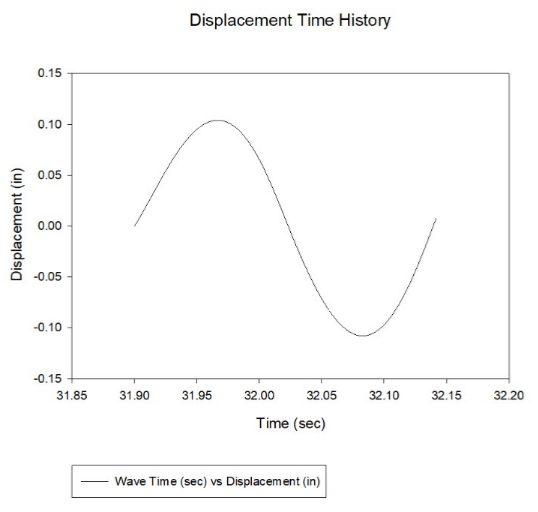 Displacement Time History
Displacement (in)
0.15
0.10
0.05
0.00
-0.05
-0.10
-0.15
31.85 31.90 31.95 32.00 32.05 32.10 32.15 32.20
Time (sec)
Wave Time (sec) vs Displacement (in)